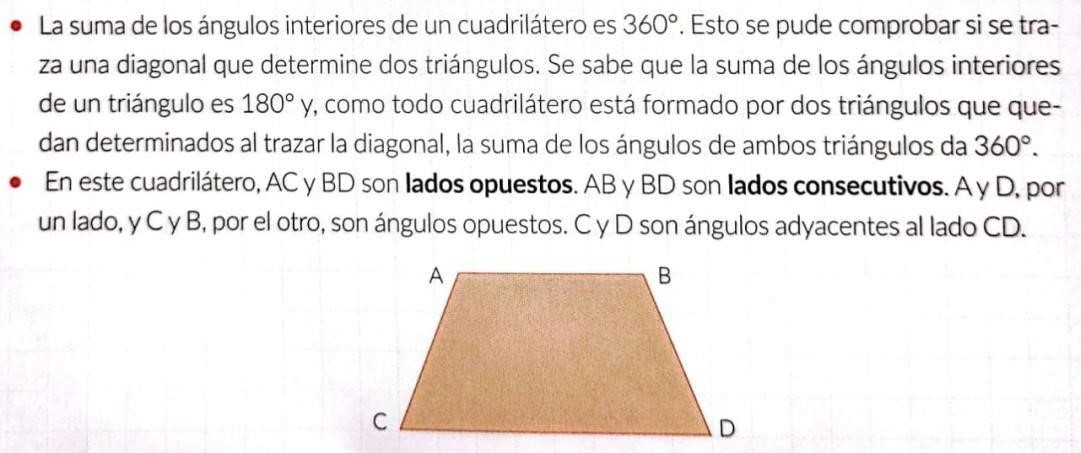 • La suma de los ángulos interiores de un cuadrilátero es 360°. Esto se pude comprobar si se tra-
za una diagonal que determine dos triángulos. Se sabe que la suma de los ángulos interiores
de un triángulo es 180° y, como todo cuadrilátero está formado por dos triángulos que que-
dan determinados al trazar la diagonal, la suma de los ángulos de ambos triángulos da 360°.
• En este cuadrilátero, AC y BD son lados opuestos. AB y BD son lados consecutivos. A y D, por
un lado, y C y B, por el otro, son ángulos opuestos. C y D son ángulos adyacentes al lado CD.
A B
C D